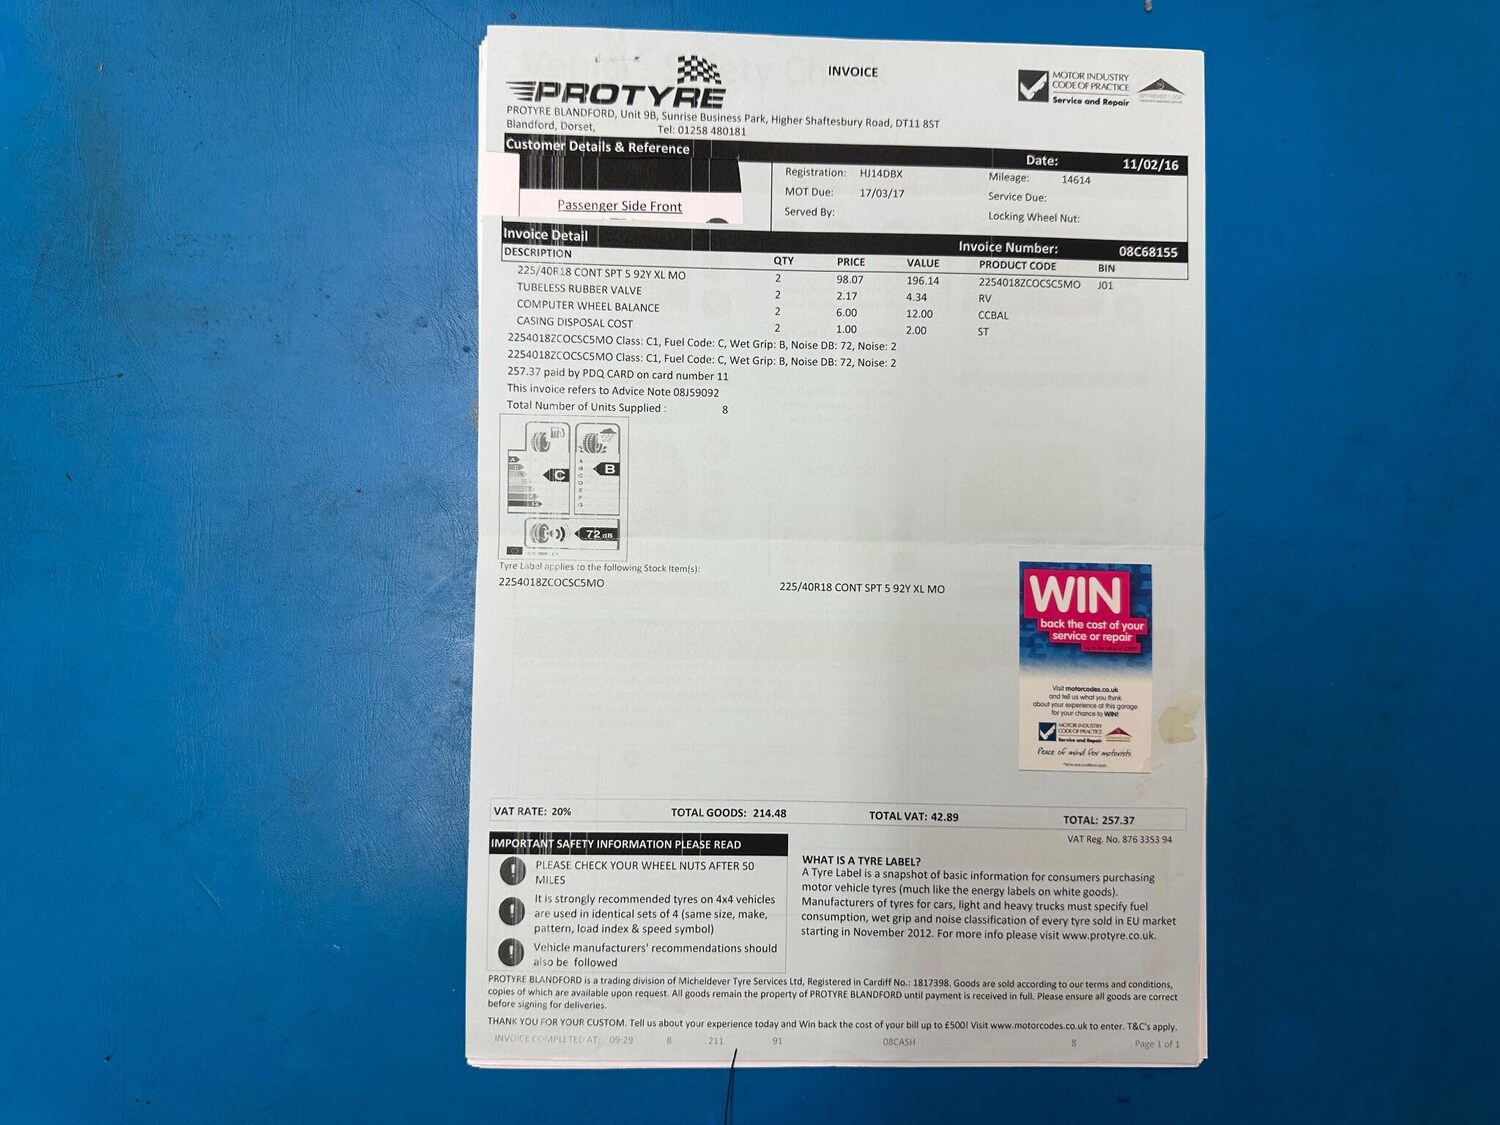 INVOICE
PROTYRE
MOTOR INDUSTRY
CODE OF PRACTICE
Service and Repair
PROTYRE BLANDFORD, Unit 9B, Sunrise Business Park, Higher Shaftesbury Road, DT11 8ST
Blandford, Dorset, Tel: 01258 480181
Customer Details & Reference Date: 11/02/16
Registration: HJ14DBX Mileage: 14614
MOT Due: 17/03/17 Service Due:
Served By: Locking Wheel Nut:
Passenger Side Front
Invoice Detail Invoice Number: 08C68155
DESCRIPTION QTY PRICE VALUE PRODUCT CODE BIN
225/40R18 CONT SPT 5 92Y XL MO 2 98.07 196.14 2254018ZCOCSC5MO J01
TUBELESS RUBBER VALVE 2 2.17 4.34 RV
COMPUTER WHEEL BALANCE 2 6.00 12.00 CCBAL
CASING DISPOSAL COST 2 1.00 2.00 ST
2254018ZCOCSC5MO Class: C1, Fuel Code: C, Wet Grip: B, Noise DB: 72, Noise: 2
2254018ZCOCSC5MO Class: C1, Fuel Code: C, Wet Grip: B, Noise DB: 72, Noise: 2
257.37 paid by PDQ CARD on card number 11
This invoice refers to Advice Note 08J59092
Total Number of Units Supplied : 8
C B
72 dB
Tyre Label applies to the following Stock Item(s):
2254018ZCOCSC5MO 225/40R18 CONT SPT 5 92Y XL MO
WIN
back the cost of your
service or repair
Visit motorcodes.co.uk
and tell us what you think
about your experience at this garage
for your chance to WIN!
MOTOR INDUSTRY
CODE OF PRACTICE
Service and Repair
Peace of mind for motorists
VAT RATE: 20% TOTAL GOODS: 214.48 TOTAL VAT: 42.89 TOTAL: 257.37
VAT Reg. No. 876 3353 94
IMPORTANT SAFETY INFORMATION PLEASE READ
PLEASE CHECK YOUR WHEEL NUTS AFTER 50
MILES
It is strongly recommended tyres on 4x4 vehicles
are used in identical sets of 4 (same size, make,
pattern, load index & speed symbol)
Vehicle manufacturers' recommendations should
also be followed
WHAT IS A TYRE LABEL?
A Tyre Label is a snapshot of basic information for consumers purchasing
motor vehicle tyres (much like the energy labels on white goods).
Manufacturers of tyres for cars, light and heavy trucks must specify fuel
consumption, wet grip and noise classification of every tyre sold in EU market
starting in November 2012. For more info please visit www.protyre.co.uk.
PROTYRE BLANDFORD is a trading division of Micheldever Tyre Services Ltd, Registered in Cardiff No.: 1817398. Goods are sold according to our terms and conditions,
copies of which are available upon request. All goods remain the property of PROTYRE BLANDFORD until payment is received in full. Please ensure all goods are correct
before signing for deliveries.
THANK YOU FOR YOUR CUSTOM. Tell us about your experience today and Win back the cost of your bill up to £500! Visit www.motorcodes.co.uk to enter. T&C's apply.
INVOICE COMPLETED AT: 09:29 8 211 91 08CASH 8 Page 1 of 1